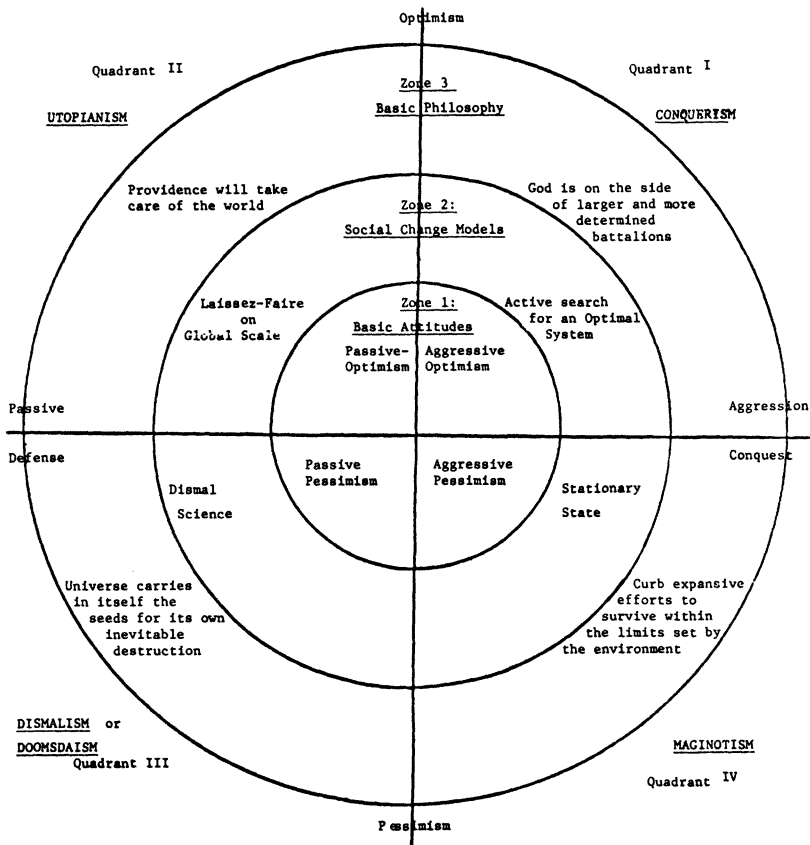 Optimism
Quadrant II
Quadrant I
Zone 3
Basic Philosophy
UTOPIANISM
CONQUERISM
Providence will take
care of the world
God is on the side
of larger and more
determined
battalions
Zone 2:
Social Change Models
Laissez-Faire
on
Global Scale
Zone 1:
Basic Attitudes
Active search
for an Optimal
System
Passive-
Optimism
Aggressive
Optimism
Passive
Aggression
Defense
Conquest
Passive
Pessimism
Aggressive
Pessimism
Dismal
Science
Stationary
State
Universe carries
in itself the
seeds for its own
inevitable
destruction
Curb expansive
efforts to
survive within
the limits set by
the environment
DISMALISM or
DOOMSDAISM
Quadrant III
MAGINOTISM
Quadrant IV
Pessimism